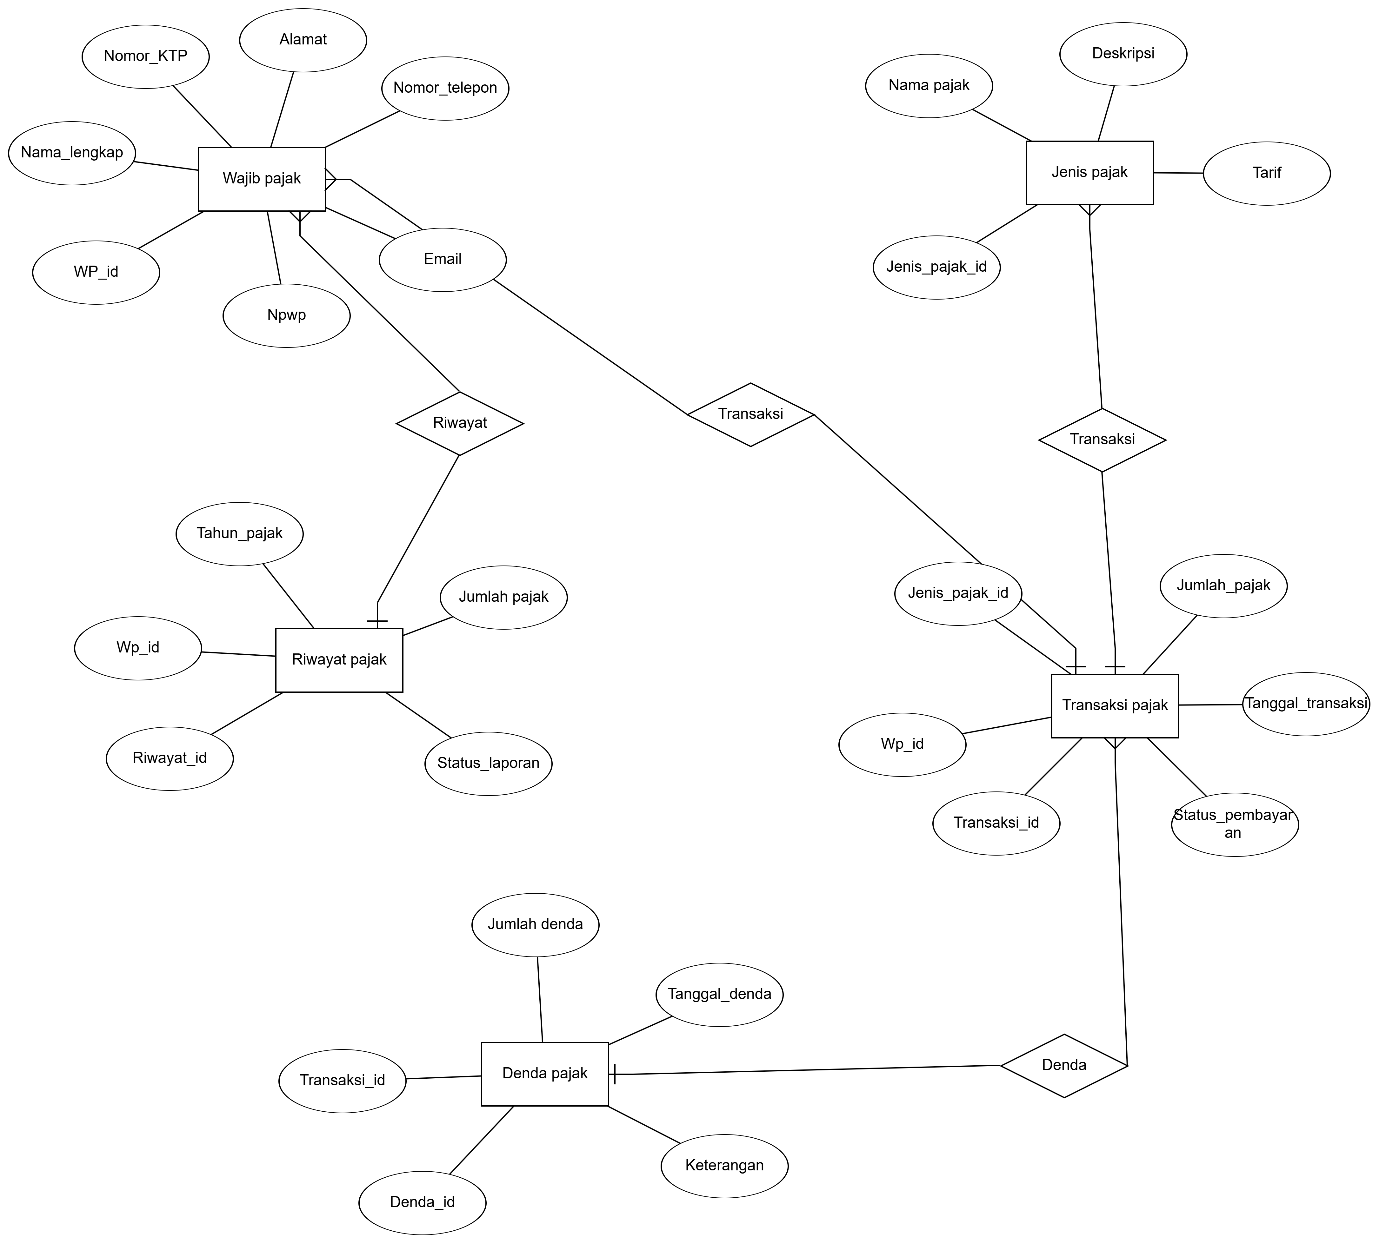 Alamat
Nomor_KTP
Deskripsi
Nama pajak
Nomor_telepon
Nama_lengkap
Wajib pajak
Jenis pajak
Tarif
WP_id
Email
Jenis_pajak_id
Npwp
Riwayat
Transaksi
Transaksi
Tahun_pajak
Jumlah pajak
Jenis_pajak_id
Jumlah_pajak
Wp_id
Riwayat pajak
Transaksi pajak
Tanggal_transaksi
Riwayat_id
Status_laporan
Wp_id
Transaksi_id
Status_pembayar
an
Jumlah denda
Tanggal_denda
Transaksi_id
Denda pajak
Denda
Keterangan
Denda_id